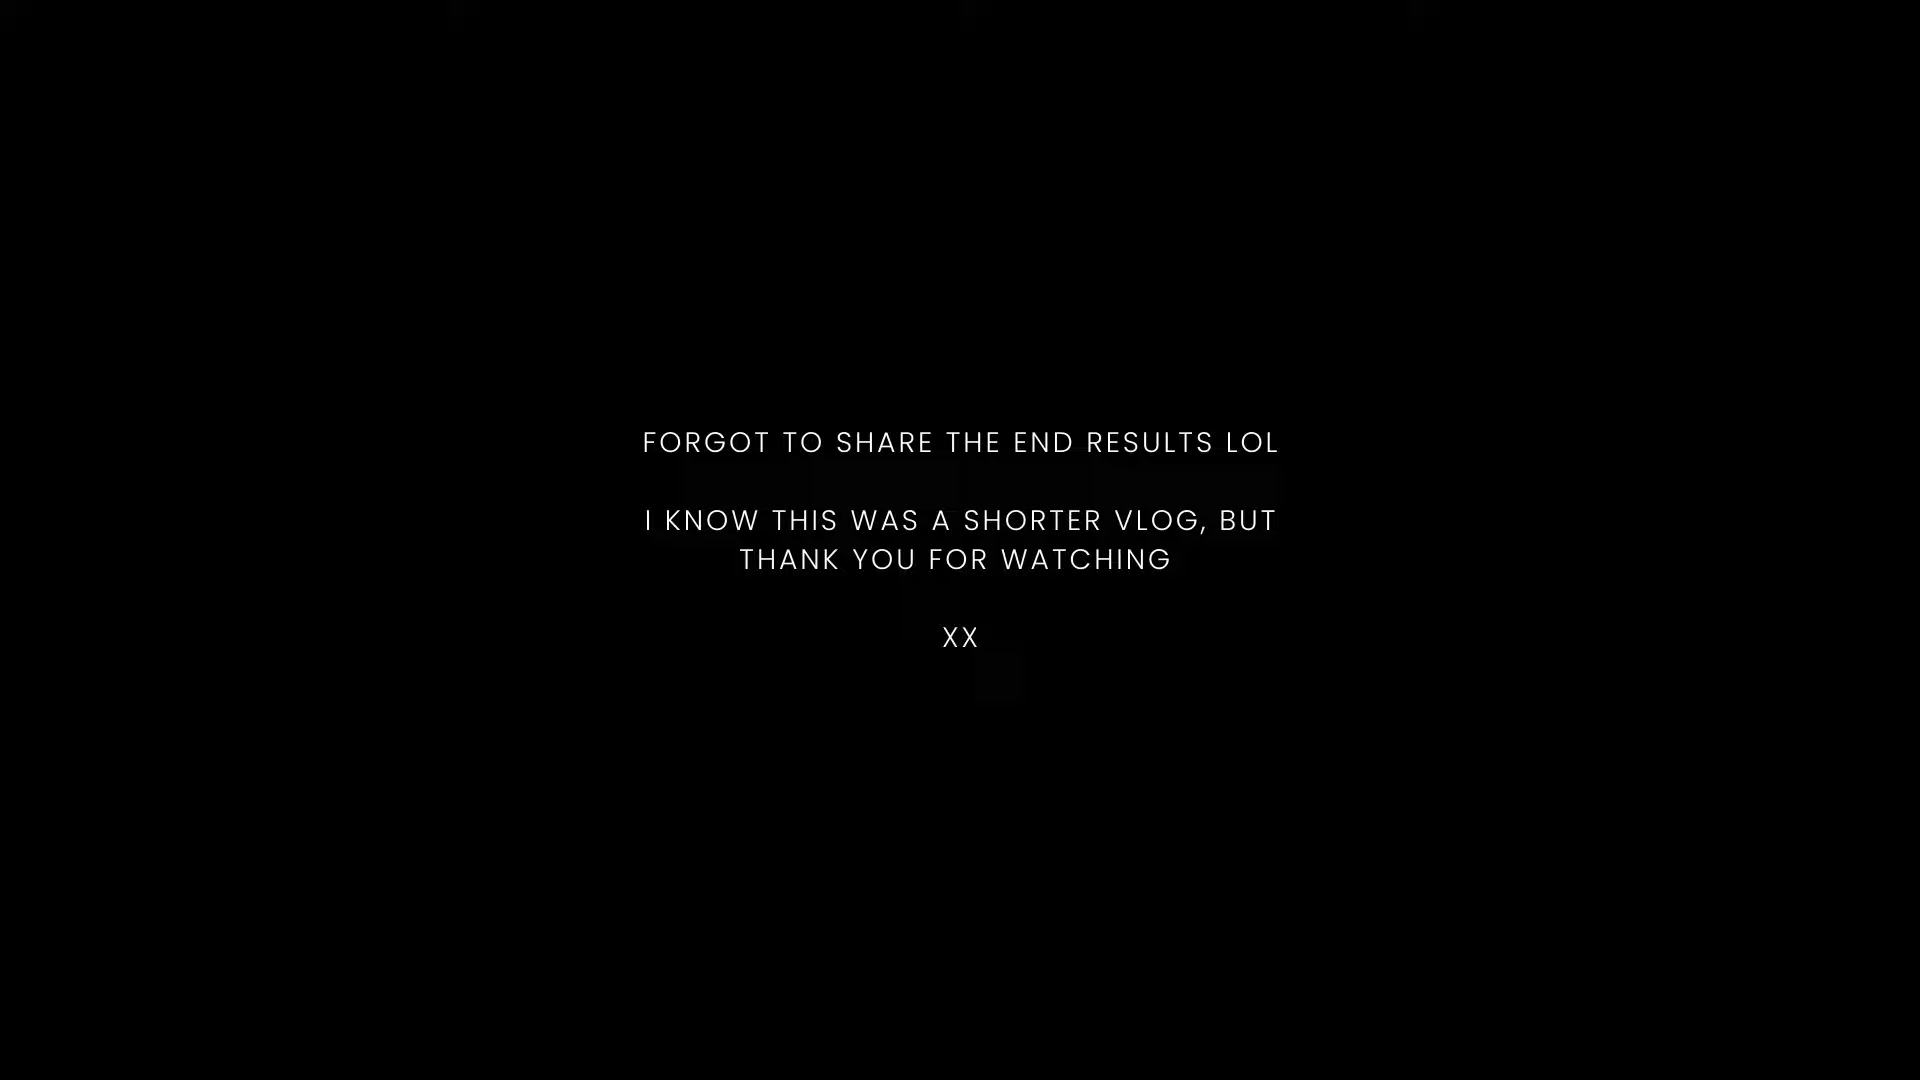 FORGOT TO SHARE THE END RESULTS LOL
I KNOW THIS WAS A SHORTER VLOG, BUT
THANK YOU FOR WATCHING
XX